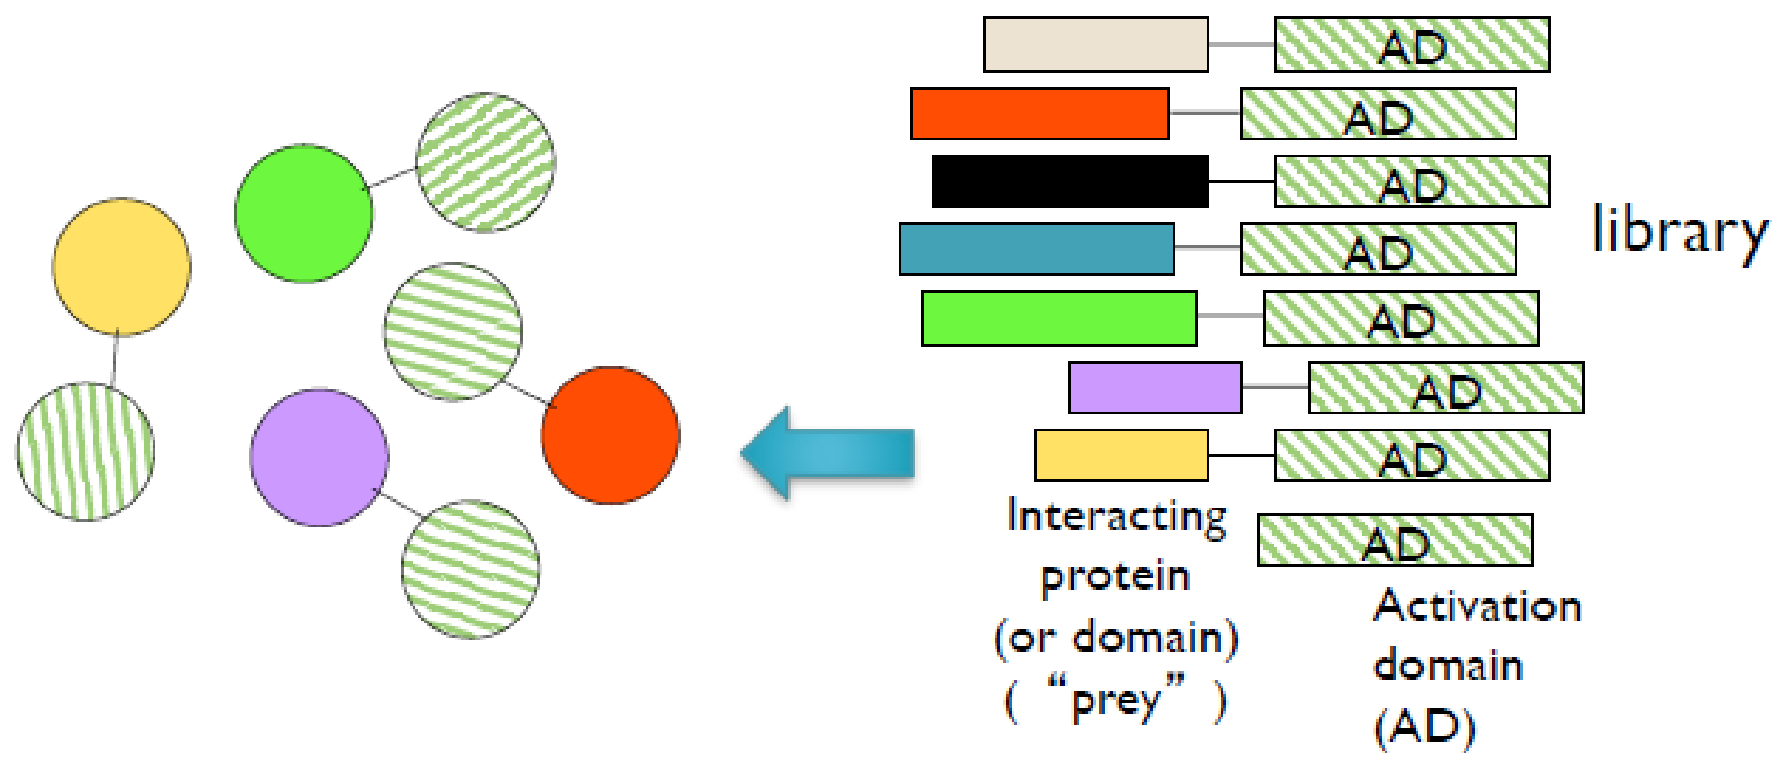 AD
AD
AD
AD
library
AD
AD
AD
Interacting
protein
(or domain)
( “prey” )
AD
Activation
domain
(AD)